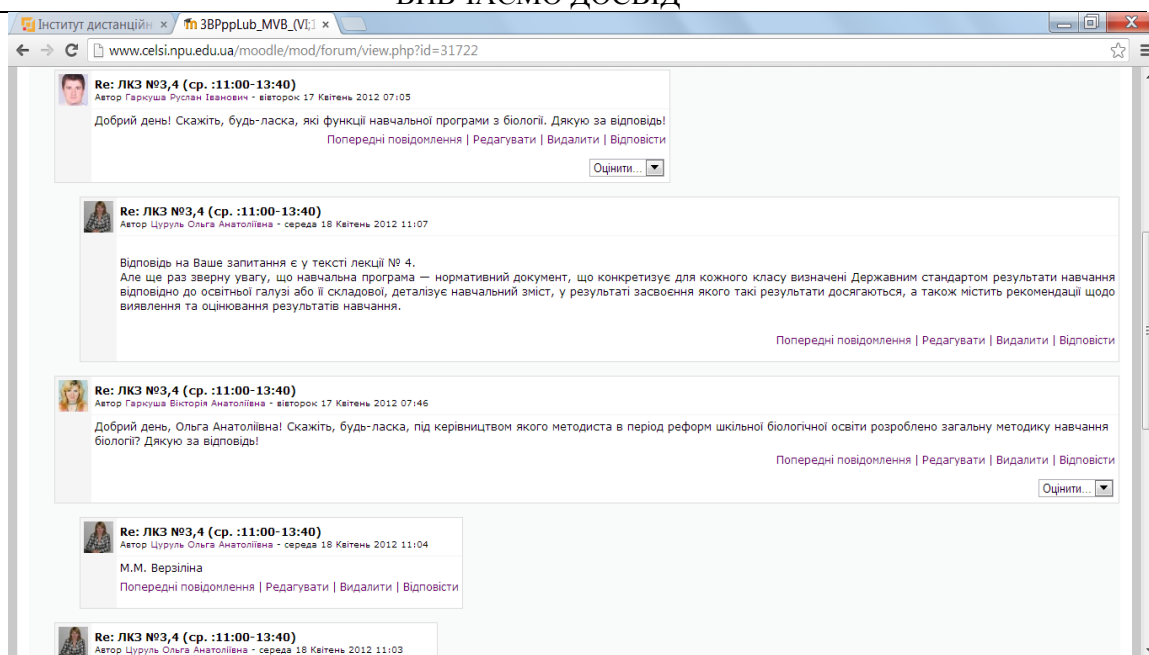 ВИВЧАЄМО ДОСВІД
Інститут дистанційн
3BPppLub_MVB_(VI;1
www.celsi.npu.edu.ua/moodle/mod/forum/view.php?id=31722
Re: ЛКЗ №3,4 (ср. :11:00-13:40)
Автор Гаркуша Руслан Іванович - вівторок 17 Квітень 2012 07:05
Добрий день! Скажіть, будь-ласка, які функції навчальної програми з біології. Дякую за відповідь!
Попередні повідомлення | Редагувати | Видалити | Відповісти
Оцінити...
Re: ЛКЗ №3,4 (ср. :11:00-13:40)
Автор Цуруль Ольга Анатоліївна - середа 18 Квітень 2012 11:07
Відповідь на Ваше запитання є у тексті лекції № 4.
Але ще раз зверну увагу, що навчальна програма — нормативний документ, що конкретизує для кожного класу визначені Державним стандартом результати навчання
відповідно до освітньої галузі або її складової, деталізує навчальний зміст, у результаті засвоєння якого такі результати досягаються, а також містить рекомендації щодо
виявлення та оцінювання результатів навчання.
Попередні повідомлення | Редагувати | Видалити | Відповісти
Re: ЛКЗ №3,4 (ср. :11:00-13:40)
Автор Гаркуша Вікторія Анатоліївна - вівторок 17 Квітень 2012 07:46
Добрий день, Ольга Анатоліївна! Скажіть, будь-ласка, під керівництвом якого методиста в період реформ шкільної біологічної освіти розроблено загальну методику навчання
біології? Дякую за відповідь!
Попередні повідомлення | Редагувати | Видалити | Відповісти
Оцінити...
Re: ЛКЗ №3,4 (ср. :11:00-13:40)
Автор Цуруль Ольга Анатоліївна - середа 18 Квітень 2012 11:04
М.М. Верзіліна
Попередні повідомлення | Редагувати | Видалити | Відповісти
Re: ЛКЗ №3,4 (ср. :11:00-13:40)
Автор Цуруль Ольга Анатоліївна - середа 18 Квітень 2012 11:03